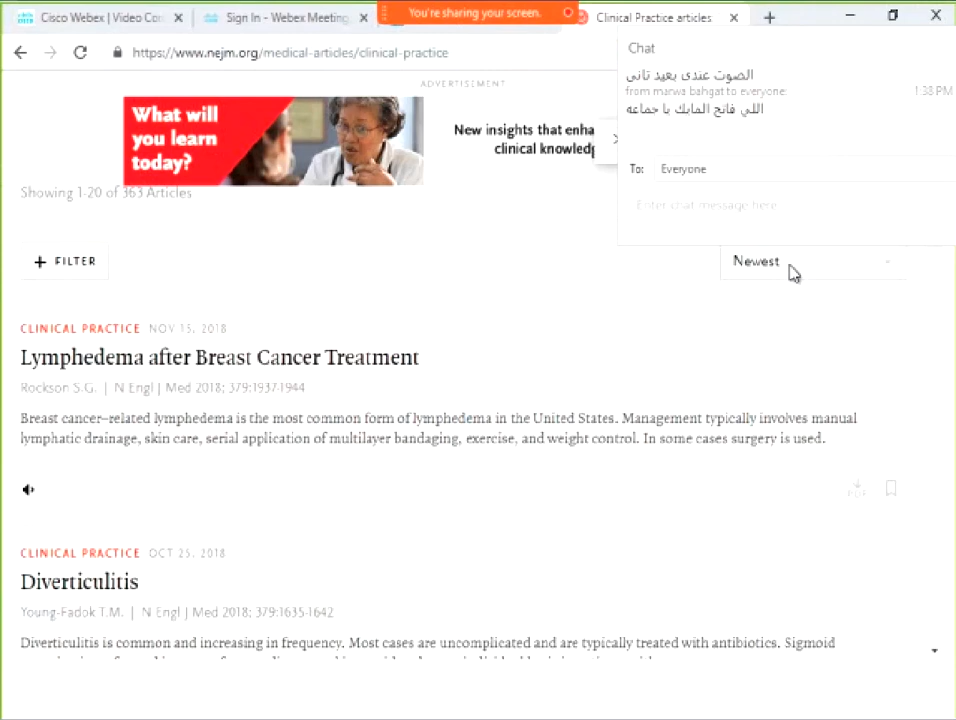 Cisco Webex | Video Con
Sign In - Webex Meeting
You're sharing your screen.
Clinical Practice articles
https://www.nejm.org/medical-articles/clinical-practice
Chat
الصوت عندى بعيد تانى
from marwa bahgat to everyone:
1:38 PM
اللي فاتح المايك يا جماعه
To: Everyone
Enter chat message here
ADVERTISEMENT
What will
you learn
today?
New insights that enha
clinical knowledg
Showing 1-20 of 363 Articles
+ FILTER
Newest
CLINICAL PRACTICE NOV 15, 2018
Lymphedema after Breast Cancer Treatment
Rockson S.G. | N Engl J Med 2018; 379:1937-1944
Breast cancer–related lymphedema is the most common form of lymphedema in the United States. Management typically involves manual
lymphatic drainage, skin care, serial application of multilayer bandaging, exercise, and weight control. In some cases surgery is used.
PDF
CLINICAL PRACTICE OCT 25, 2018
Diverticulitis
Young-Fadok T.M. | N Engl J Med 2018; 379:1635-1642
Diverticulitis is common and increasing in frequency. Most cases are uncomplicated and are typically treated with antibiotics. Sigmoid